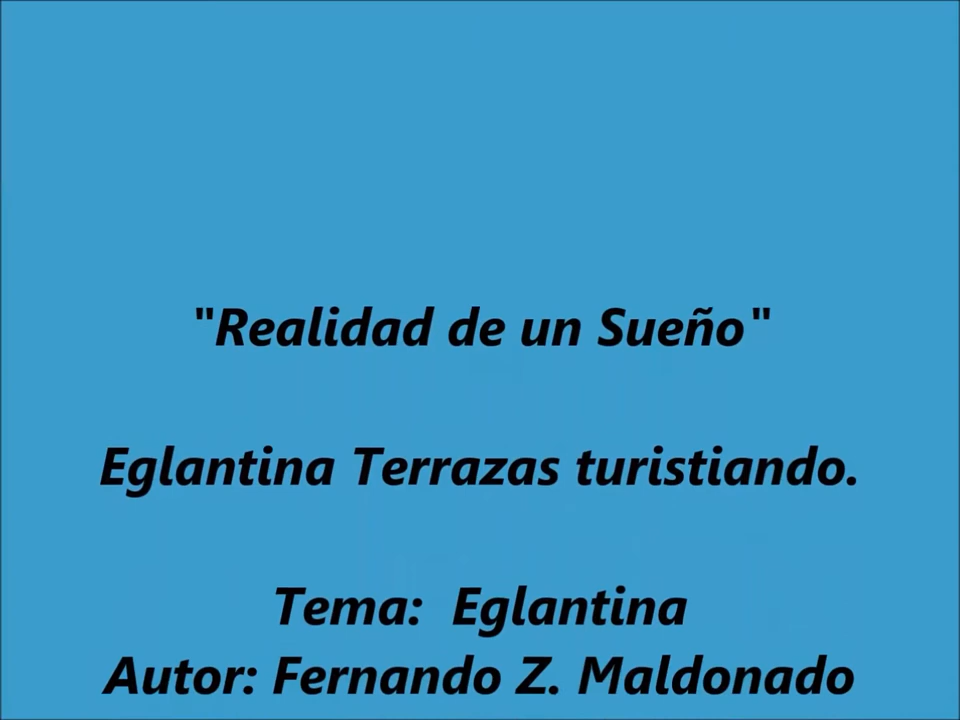 "Realidad de un Sueño"
Eglantina Terrazas turistiando.
Tema:  Eglantina
Autor: Fernando Z. Maldonado